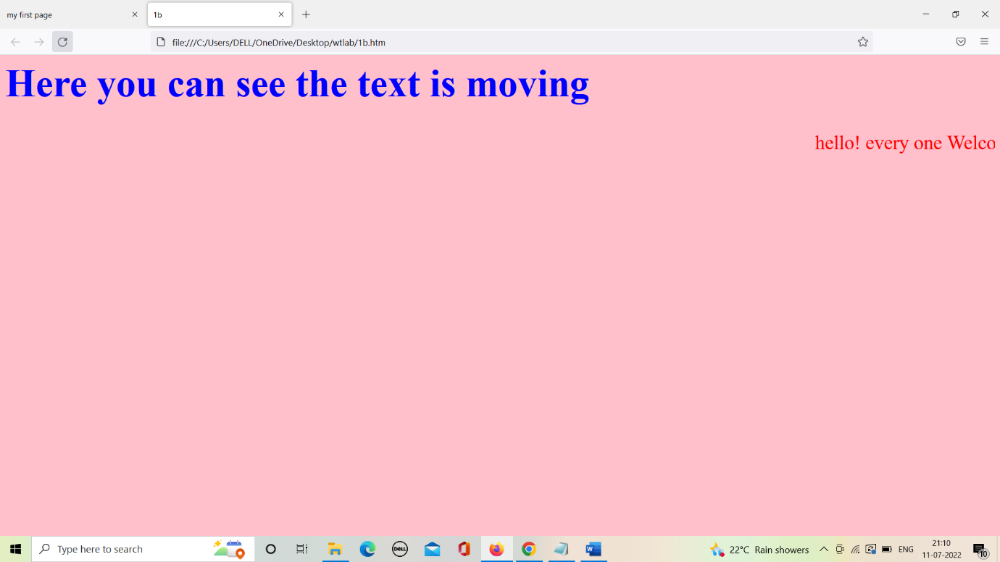 my first page
1b
file:///C:/Users/DELL/OneDrive/Desktop/wtlab/1b.htm
Here you can see the text is moving
hello! every one Welco
Type here to search
DELL
W
22°C Rain showers
ENG
21:10
11-07-2022
10